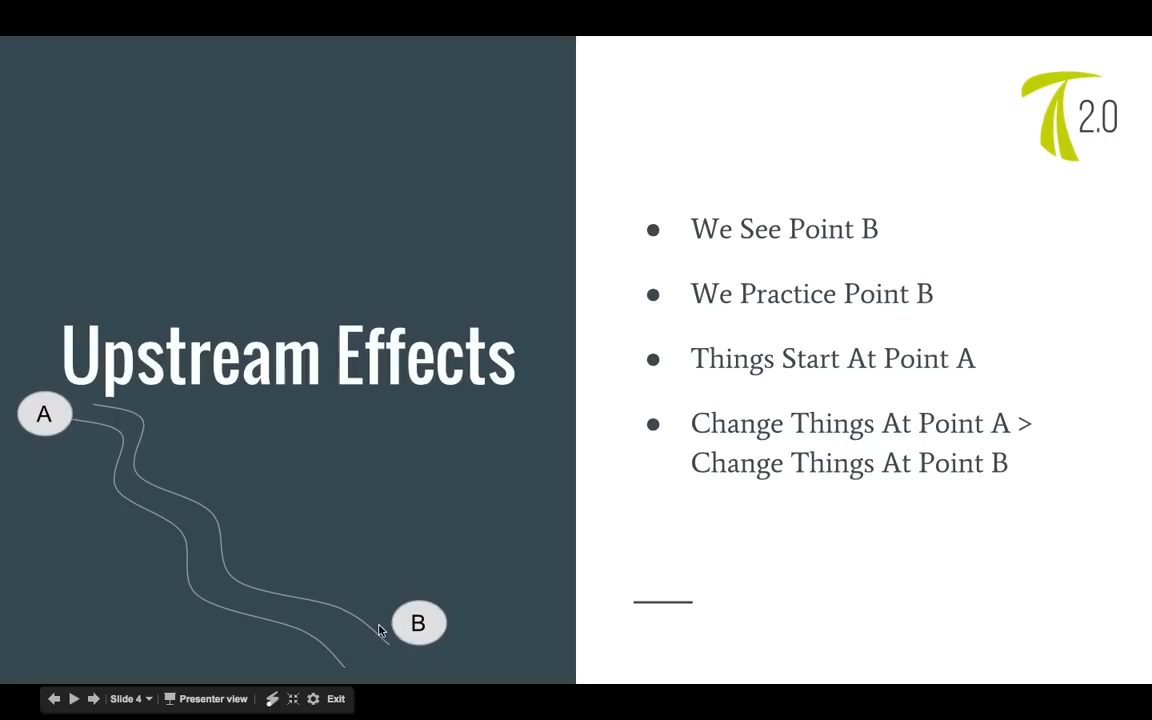 Upstream Effects
A
B
2.0
We See Point B
We Practice Point B
Things Start At Point A
Change Things At Point A >
Change Things At Point B
Slide 4
Presenter view
Exit